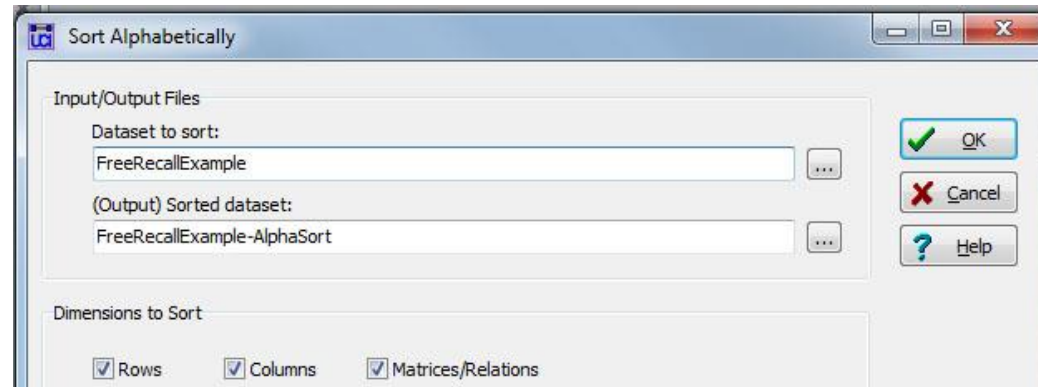 Sort Alphabetically
Input/Output Files
Dataset to sort:
FreeRecallExample
...
OK
(Output) Sorted dataset:
FreeRecallExample-AlphaSort
...
Cancel
Help
Dimensions to Sort
Rows Columns Matrices/Relations